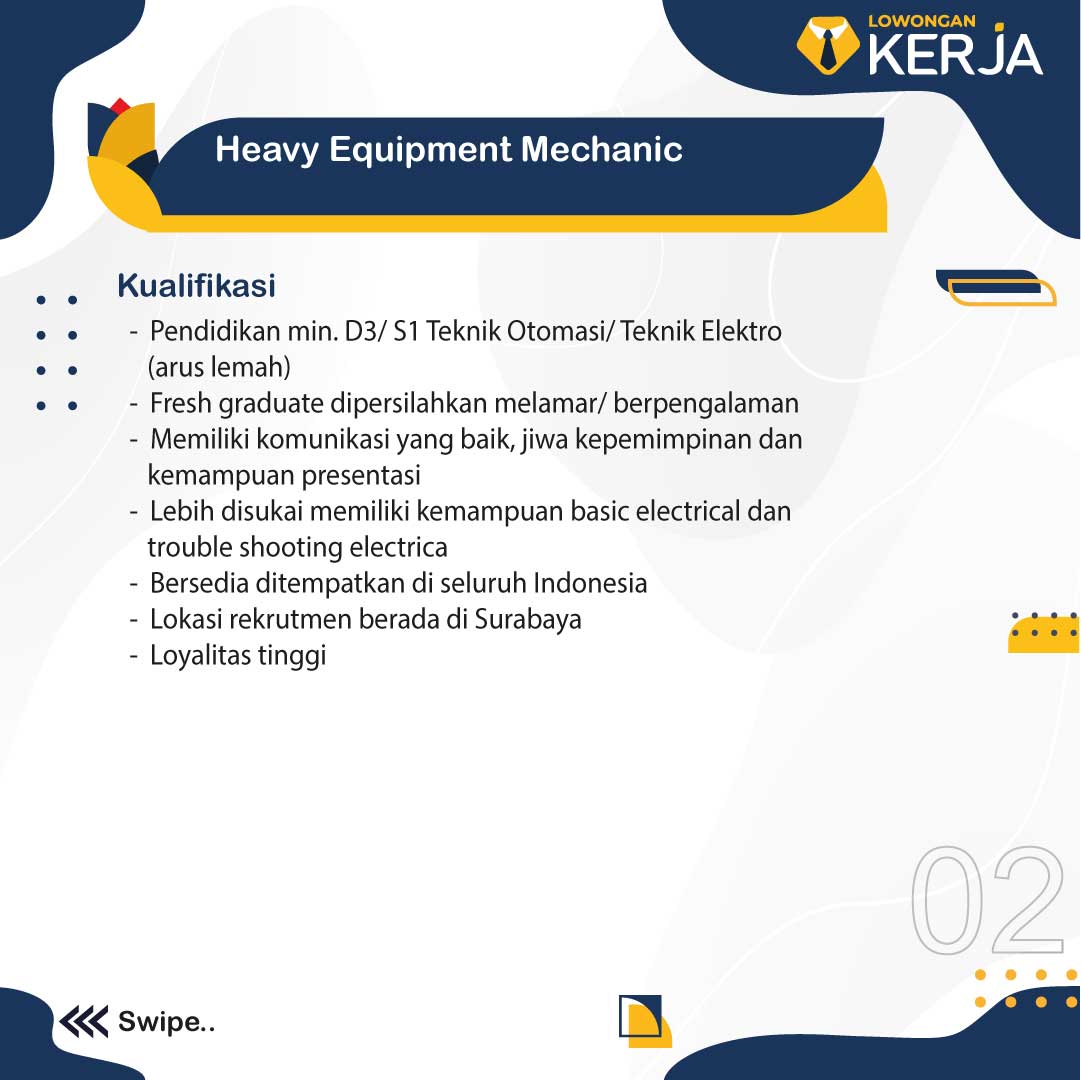 LOWONGAN
KERJA
Heavy Equipment Mechanic
Kualifikasi
- Pendidikan min. D3/ S1 Teknik Otomasi/ Teknik Elektro
(arus lemah)
- Fresh graduate dipersilahkan melamar/ berpengalaman
- Memiliki komunikasi yang baik, jiwa kepemimpinan dan
kemampuan presentasi
- Lebih disukai memiliki kemampuan basic electrical dan
trouble shooting electrica
- Bersedia ditempatkan di seluruh Indonesia
- Lokasi rekrutmen berada di Surabaya
- Loyalitas tinggi
02
Swipe..